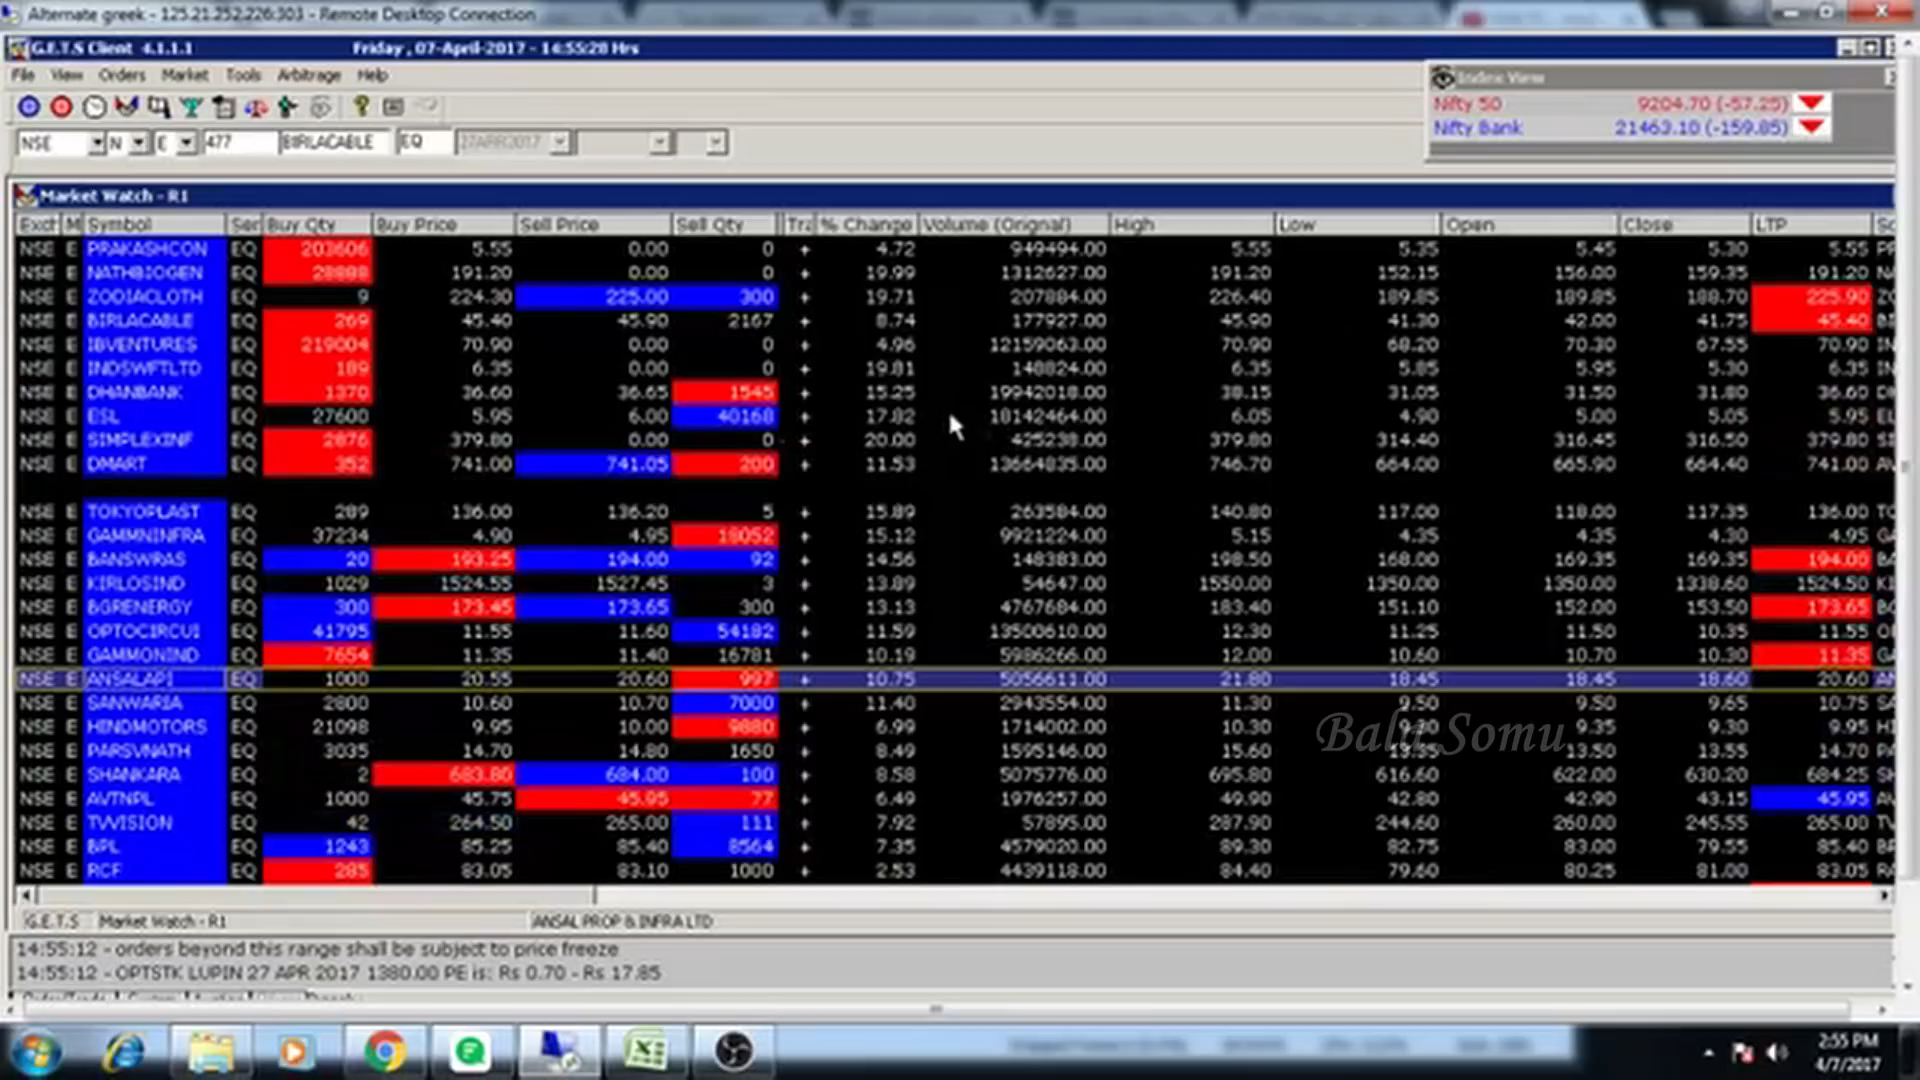 Alternate greek - 125.21.252.226:303 - Remote Desktop Connection
G.E.T.S Client 4.1.1.1 Friday , 07-April-2017 - 14:55:28 Hrs
File View Orders Market Tools Arbitrage Help
Index View
Nifty 50 9204.70 (-57.25)
Nifty Bank 21463.10 (-159.85)
NSE N E 477 BIRLACABLE EQ 27APR2017
Market Watch - R1
Exch M Symbol Ser Buy Qty Buy Price Sell Price Sell Qty Tra % Change Volume (Orignal) High Low Open Close LTP
NSE E PRAKASHCON EQ 203606 5.55 0.00 0 + 4.72 949494.00 5.55 5.35 5.45 5.30 5.55
NSE E NATHBIOGEN EQ 28888 191.20 0.00 0 + 19.99 1312627.00 191.20 152.15 156.00 159.35 191.20
NSE E ZODIACLOTH EQ 9 224.30 225.00 300 + 19.71 207884.00 226.40 189.85 189.85 188.70 225.90
NSE E BIRLACABLE EQ 269 45.40 45.90 2167 + 8.74 177927.00 45.90 41.30 42.00 41.75 45.40
NSE E IBVENTURES EQ 219004 70.90 0.00 0 + 4.96 12159063.00 70.90 68.20 70.30 67.55 70.90
NSE E INDSWFTLTD EQ 189 6.35 0.00 0 + 19.81 148824.00 6.35 5.85 5.95 5.30 6.35
NSE E DHANBANK EQ 1370 36.60 36.65 1545 + 15.25 19942018.00 38.15 31.05 31.50 31.80 36.60
NSE E ESL EQ 27600 5.95 6.00 40168 + 17.82 18142464.00 6.05 4.90 5.00 5.05 5.95
NSE E SIMPLEXINF EQ 2876 379.80 0.00 0 + 20.00 425238.00 379.80 314.40 316.45 316.50 379.80
NSE E DMART EQ 352 741.00 741.05 200 + 11.53 13664835.00 746.70 664.00 665.90 664.40 741.00
NSE E TOKYOPLAST EQ 289 136.00 136.20 5 + 15.89 263584.00 140.80 117.00 118.00 117.35 136.00
NSE E GAMMNINFRA EQ 37234 4.90 4.95 18052 + 15.12 9921224.00 5.15 4.35 4.35 4.30 4.95
NSE E BANSWRAS EQ 20 193.25 194.00 92 + 14.56 148383.00 198.50 168.00 169.35 169.35 194.00
NSE E KIRLOSIND EQ 1029 1524.55 1527.45 3 + 13.89 54647.00 1550.00 1350.00 1350.00 1338.60 1524.50
NSE E BGRENERGY EQ 300 173.45 173.65 300 + 13.13 4767684.00 183.40 151.10 152.00 153.50 173.65
NSE E OPTOCIRCUI EQ 41795 11.55 11.60 54182 + 11.59 13500610.00 12.30 11.25 11.50 10.35 11.55
NSE E GAMMONIND EQ 7654 11.35 11.40 16781 + 10.19 5986266.00 12.00 10.60 10.70 10.30 11.35
NSE E ANSALAPI EQ 1000 20.55 20.60 997 + 10.75 5056611.00 21.80 18.45 18.45 18.60 20.60
NSE E SANWARIA EQ 2800 10.60 10.70 7000 + 11.40 2943554.00 11.30 9.50 9.50 9.65 10.75
NSE E HINDMOTORS EQ 21098 9.95 10.00 9880 + 6.99 1714002.00 10.30 9.35 9.30 9.95
Bala Somu
NSE E PARSVNATH EQ 3035 14.70 14.80 1650 + 8.49 1595146.00 15.60 13.50 13.55 14.70
NSE E SHANKARA EQ 2 683.80 684.00 100 + 8.58 5075776.00 695.80 616.60 622.00 630.20 684.25
NSE E AVTNPL EQ 1000 45.75 45.95 77 + 6.49 1976257.00 49.90 42.80 42.90 43.15 45.95
NSE E TVVISION EQ 42 264.50 265.00 111 + 7.92 57895.00 287.90 244.60 260.00 245.55 265.00
NSE E BPL EQ 1243 85.25 85.40 8564 + 7.35 4579020.00 89.30 82.75 83.00 79.55 85.40
NSE E RCF EQ 285 83.05 83.10 1000 + 2.53 4439118.00 84.40 79.60 80.25 81.00 83.05
G.E.T.S Market Watch - R1 ANSAL PROP & INFRA LTD
14:55:12 - orders beyond this range shall be subject to price freeze
14:55:12 - OPTSTK LUPIN 27 APR 2017 1380.00 PE is: Rs 0.70 - Rs 17.85
2:55 PM
4/7/2017